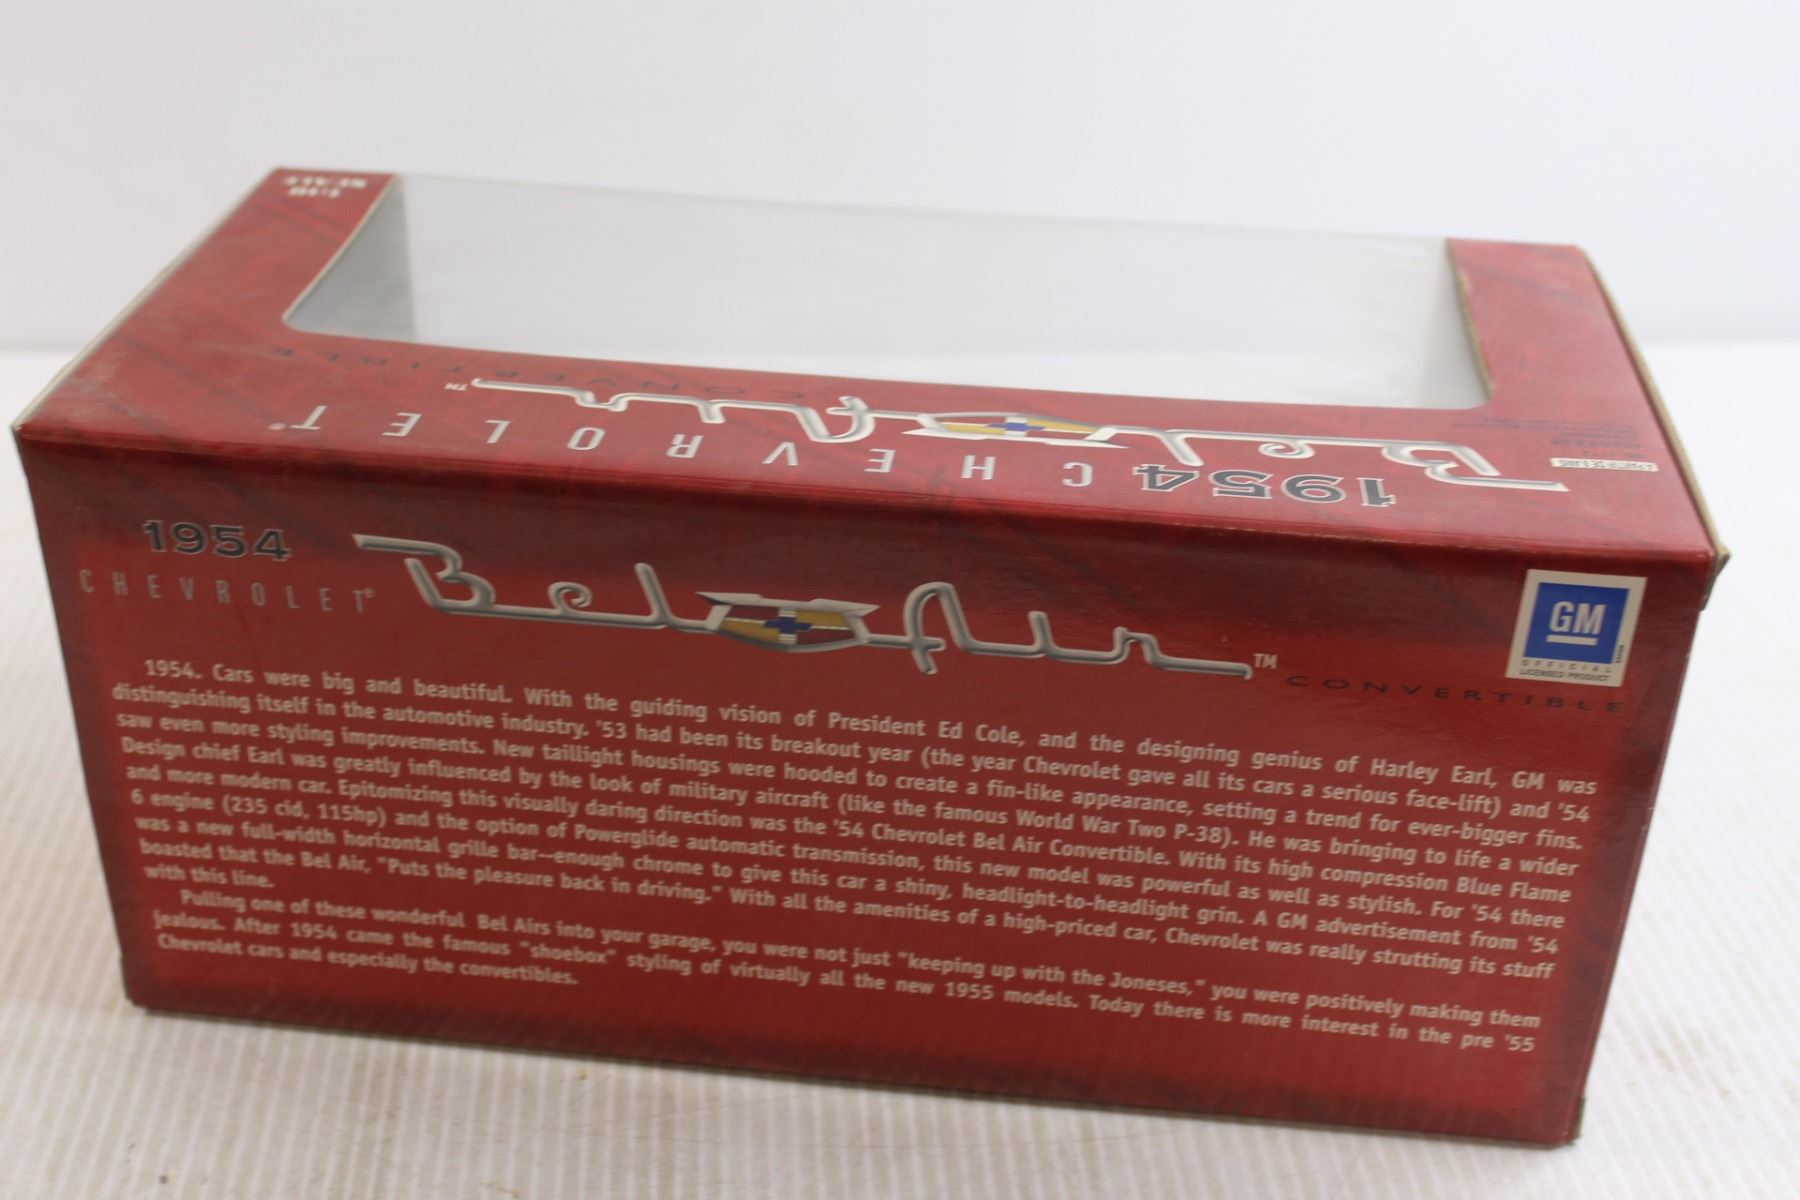 1:18
SCALE
CONVERTIBLE
Bel Air™
1954 CHEVROLET®
1954
CHEVROLET®
Bel Air™
CONVERTIBLE
GM
OFFICIAL
LICENSED PRODUCT
1954. Cars were big and beautiful. With the guiding vision of President Ed Cole, and the designing genius of Harley Earl, GM was
distinguishing itself in the automotive industry. '53 had been its breakout year (the year Chevrolet gave all its cars a serious face-lift) and '54
saw even more styling improvements. New taillight housings were hooded to create a fin-like appearance, setting a trend for ever-bigger fins.
Design chief Earl was greatly influenced by the look of military aircraft (like the famous World War Two P-38). He was bringing to life a wider
and more modern car. Epitomizing this visually daring direction was the '54 Chevrolet Bel Air Convertible. With its high compression Blue Flame
6 engine (235 cid, 115hp) and the option of Powerglide automatic transmission, this new model was powerful as well as stylish. For '54 there
was a new full-width horizontal grille bar--enough chrome to give this car a shiny, headlight-to-headlight grin. A GM advertisement from '54
boasted that the Bel Air, "Puts the pleasure back in driving." With all the amenities of a high-priced car, Chevrolet was really strutting its stuff
with this line.
Pulling one of these wonderful Bel Airs into your garage, you were not just "keeping up with the Joneses," you were positively making them
jealous. After 1954 came the famous "shoebox" styling of virtually all the new 1955 models. Today there is more interest in the pre '55
Chevrolet cars and especially the convertibles.